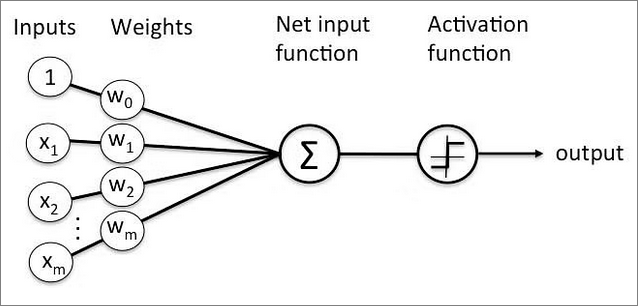 Inputs
Weights
Net input
function
Activation
function
1
w0
x1
w1
x2
w2
⋮
xm
wm
Σ
output